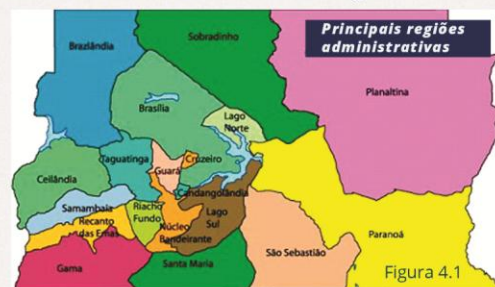 Principais regiões
administrativas
Sobradinho
Brazlândia
Planaltina
Brasília
Lago
Norte
Taguatinga
Cruzeiro
Guará
Ceilândia
Candangolândia
Samambaia
Riacho
Fundo
Lago
Sul
Recanto
das Emas
Núcleo
Bandeirante
Paranoá
São Sebastião
Gama
Santa Maria
Figura 4.1